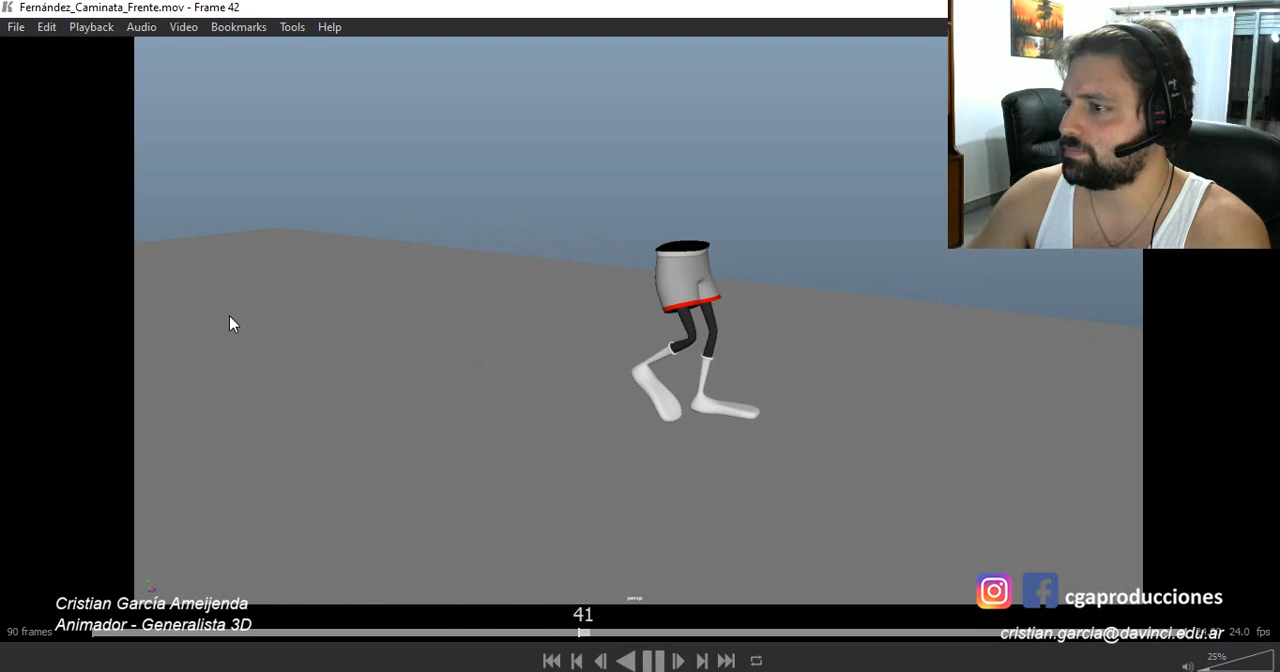 Fernández_Caminata_Frente.mov - Frame 42
File Edit Playback Audio Video Bookmarks Tools Help
persp
Cristian García Ameijenda
Animador - Generalista 3D
41
cgaproducciones
cristian.garcia@davinci.edu.ar
90 frames
24.0 fps
25%